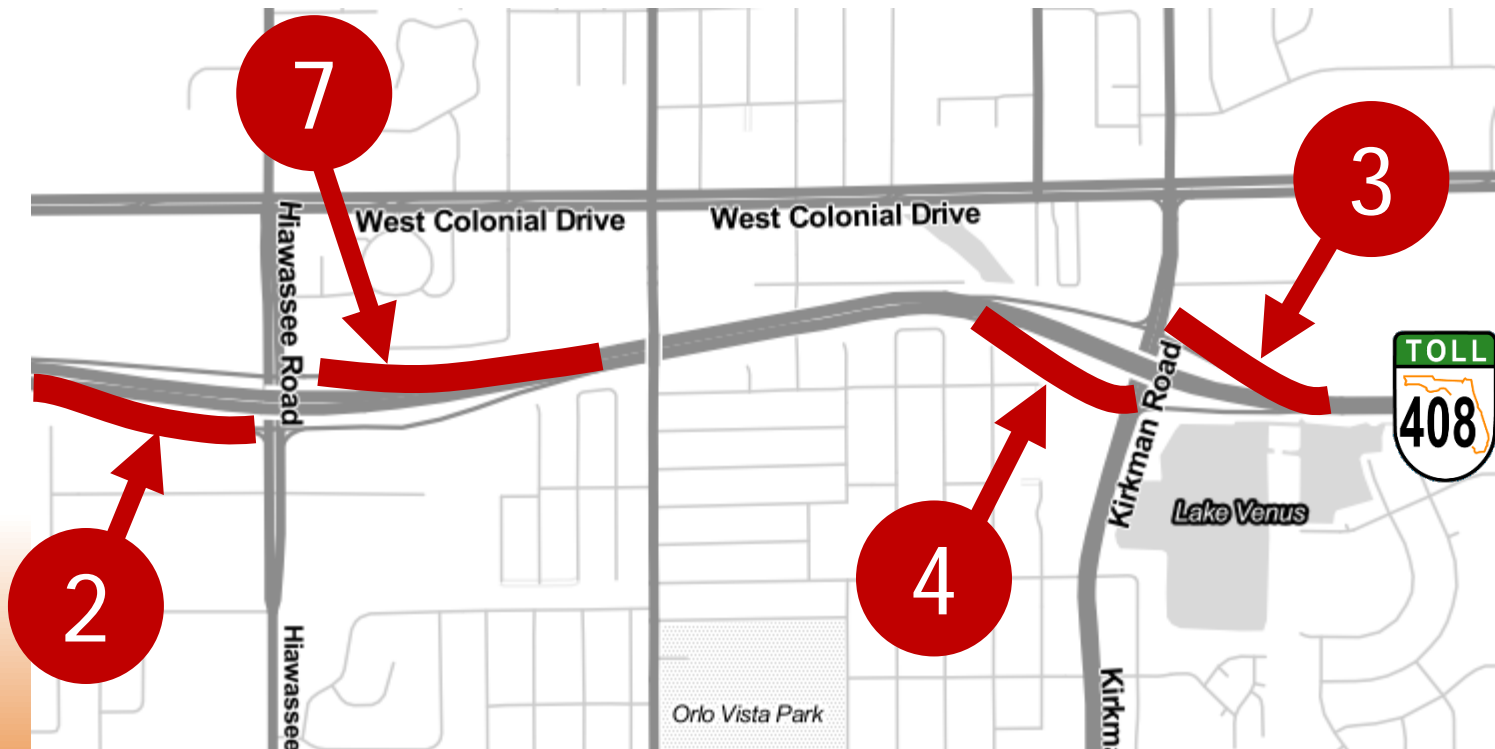 7
3
Hiawassee Road
West Colonial Drive
West Colonial Drive
TOLL
408
Kirkman Road
Lake Venus
2
4
Hiawassee
Kirkm
Orlo Vista Park